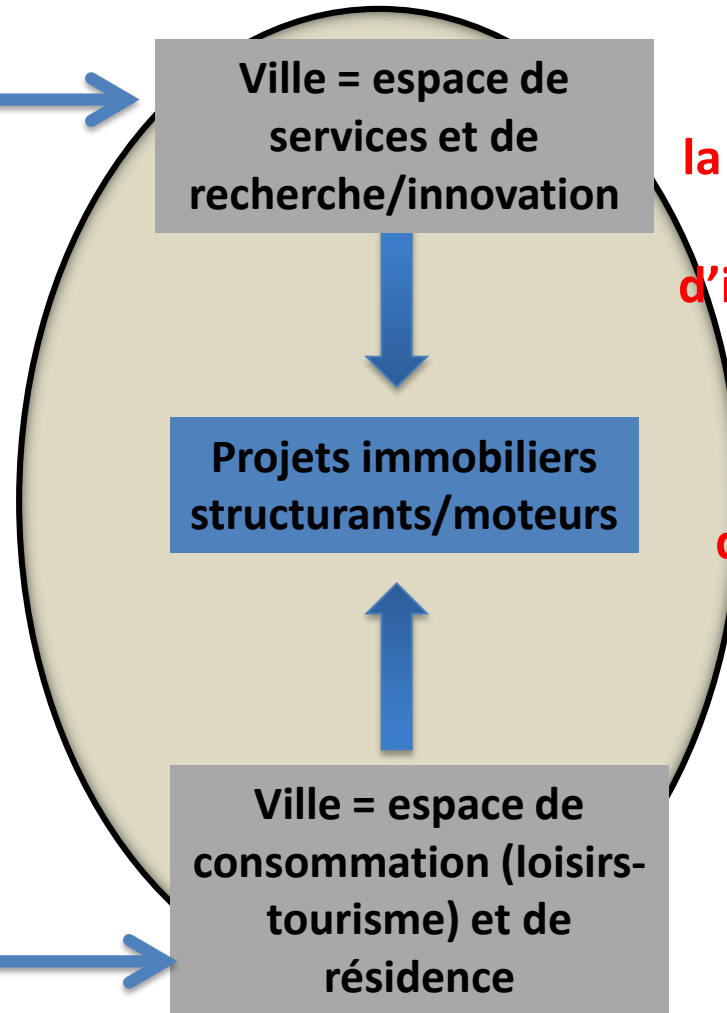 Ville = espace de
services et de
recherche/innovation
la
Projets immobiliers
structurants/moteurs
Ville = espace de
consommation (loisirs-
tourisme) et de
résidence